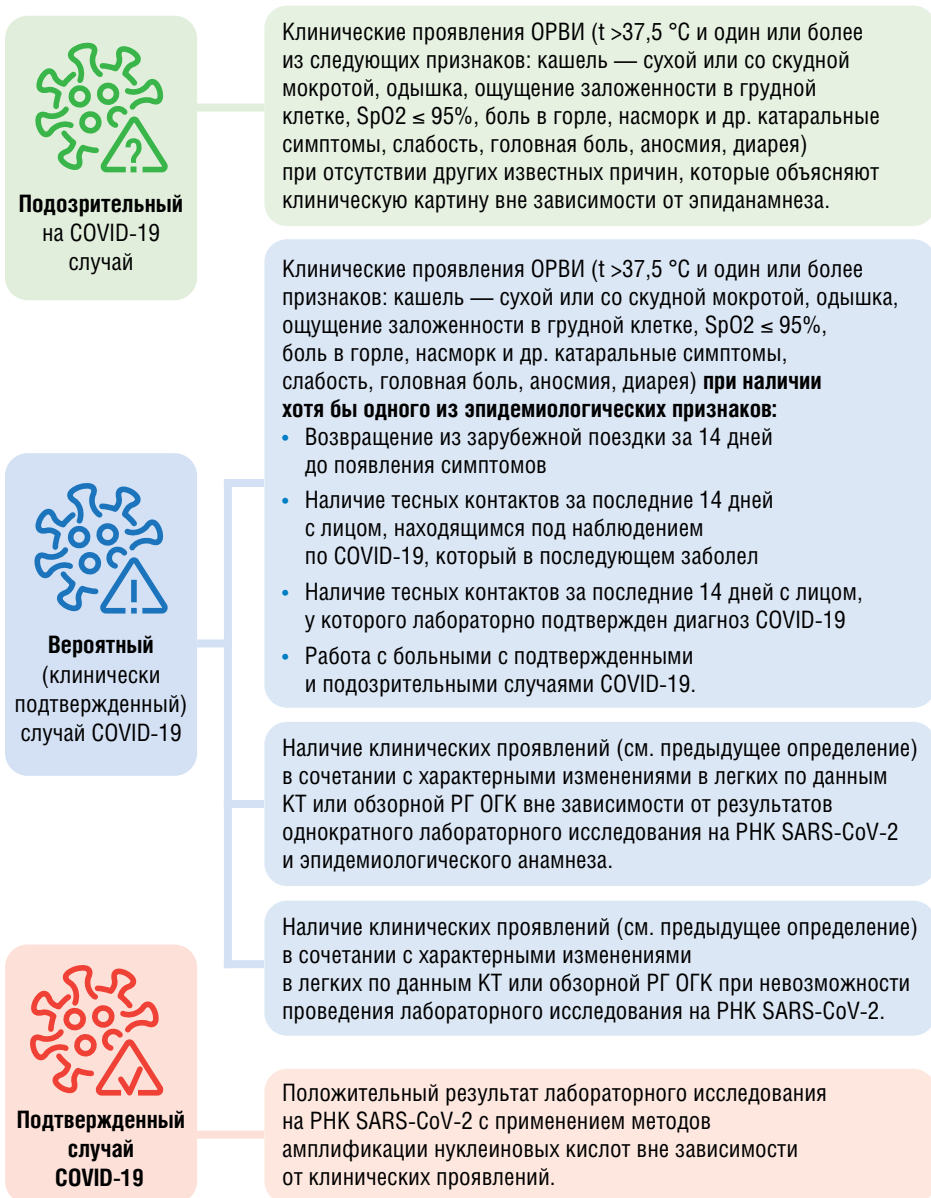 Подозрительный
на COVID-19
случай
Клинические проявления ОРВИ (t >37,5 °C и один или более
из следующих признаков: кашель — сухой или со скудной
мокротой, одышка, ощущение заложенности в грудной
клетке, SpO2 ≤ 95%, боль в горле, насморк и др. катаральные
симптомы, слабость, головная боль, аносмия, диарея)
при отсутствии других известных причин, которые объясняют
клиническую картину вне зависимости от эпиданамнеза.
Вероятный
(клинически
подтвержденный)
случай COVID-19
Клинические проявления ОРВИ (t >37,5 °C и один или более
признаков: кашель — сухой или со скудной мокротой, одышка,
ощущение заложенности в грудной клетке, SpO2 ≤ 95%,
боль в горле, насморк и др. катаральные симптомы,
слабость, головная боль, аносмия, диарея) при наличии
хотя бы одного из эпидемиологических признаков:
• Возвращение из зарубежной поездки за 14 дней
до появления симптомов
• Наличие тесных контактов за последние 14 дней
с лицом, находящимся под наблюдением
по COVID-19, который в последующем заболел
• Наличие тесных контактов за последние 14 дней с лицом,
у которого лабораторно подтвержден диагноз COVID-19
• Работа с больными с подтвержденными
и подозрительными случаями COVID-19.
Наличие клинических проявлений (см. предыдущее определение)
в сочетании с характерными изменениями в легких по данным
КТ или обзорной РГ ОГК вне зависимости от результатов
однократного лабораторного исследования на РНК SARS-CoV-2
и эпидемиологического анамнеза.
Наличие клинических проявлений (см. предыдущее определение)
в сочетании с характерными изменениями
в легких по данным КТ или обзорной РГ ОГК при невозможности
проведения лабораторного исследования на РНК SARS-CoV-2.
Подтвержденный
случай
COVID-19
Положительный результат лабораторного исследования
на РНК SARS-CoV-2 с применением методов
амплификации нуклеиновых кислот вне зависимости
от клинических проявлений.